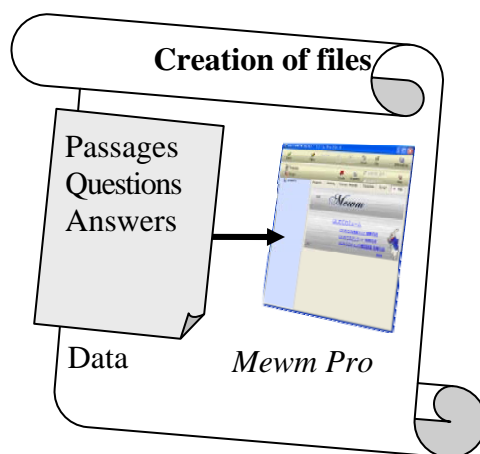 Creation of files
Passages
Questions
Answers
Mewm
Data
Mewm Pro